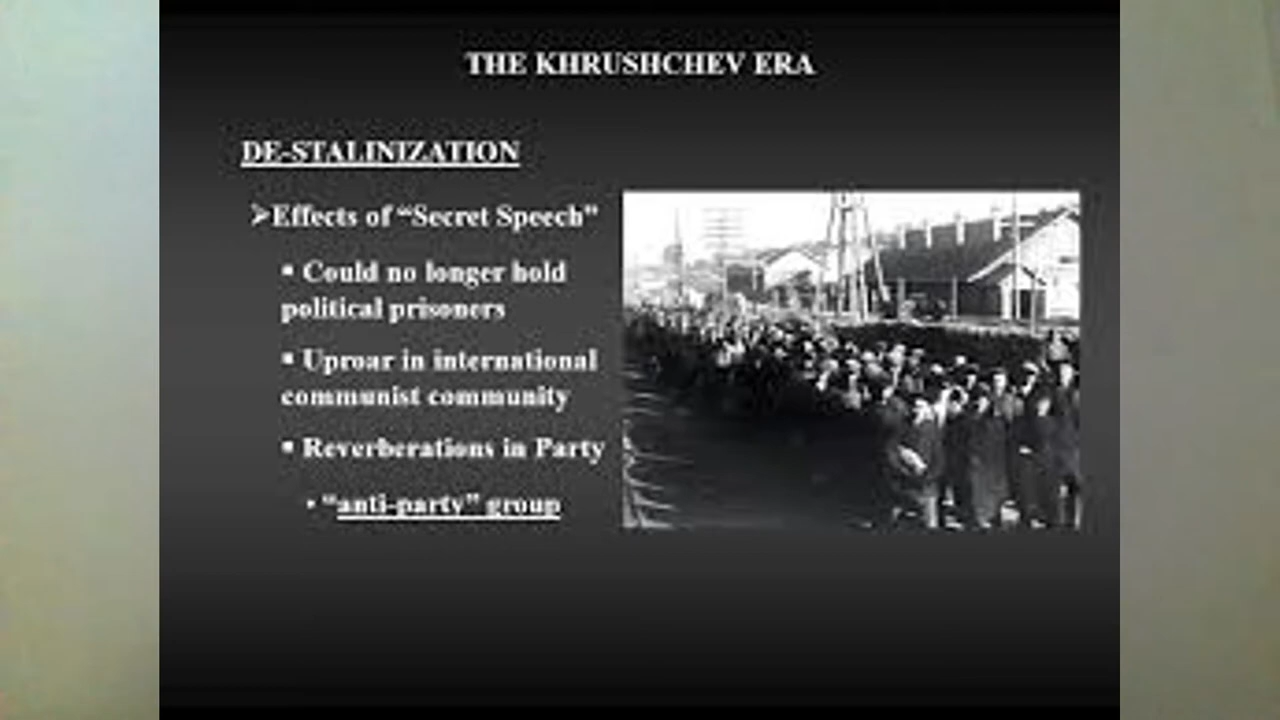 THE KHRUSHCHEV ERA
DE-STALINIZATION
➢Effects of “Secret Speech”
▪ Could no longer hold
political prisoners
▪ Uproar in international
communist community
▪ Reverberations in Party
• “anti-party” group